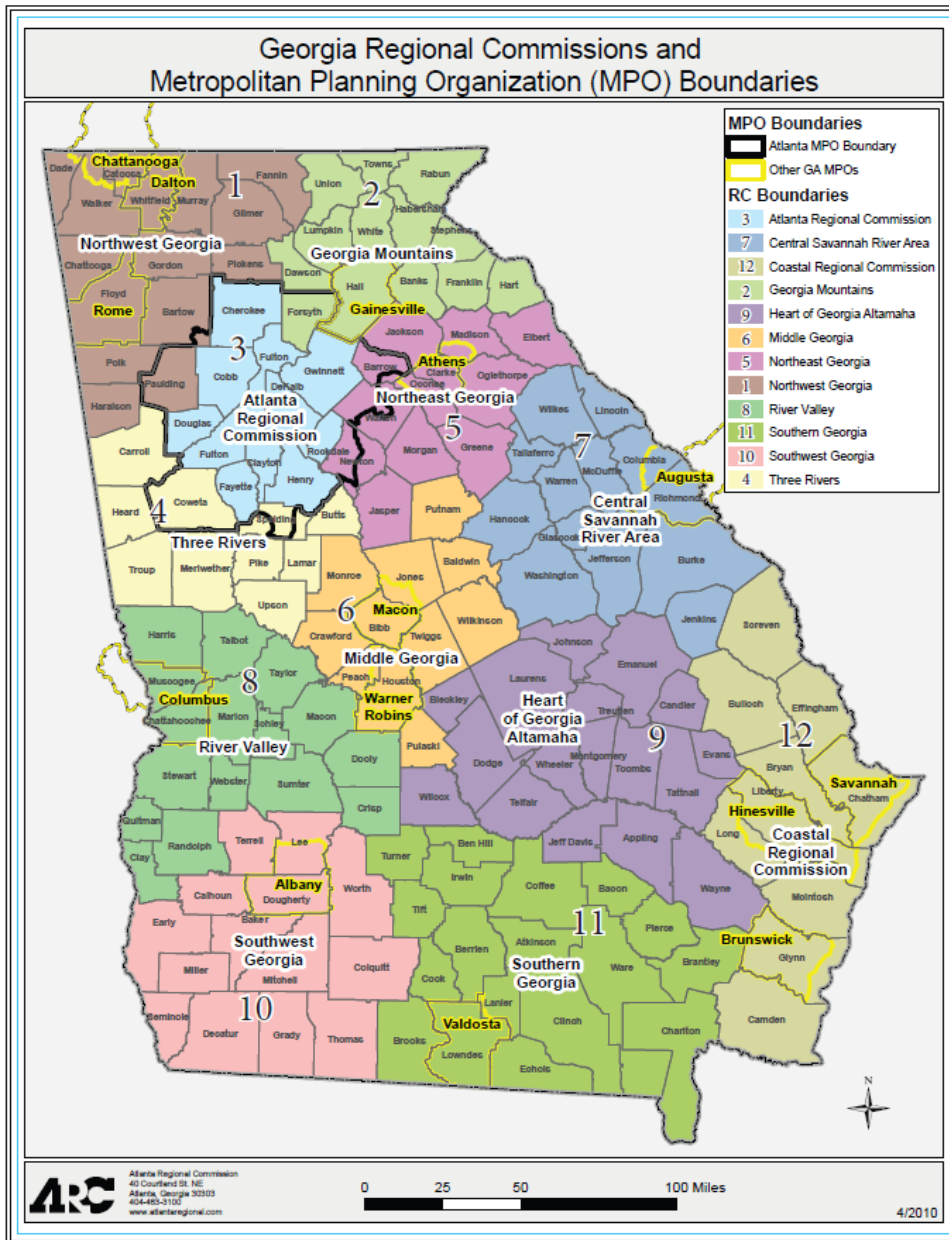 Georgia Regional Commissions and
Metropolitan Planning Organization (MPO) Boundaries
MPO Boundaries
Atlanta MPO Boundary
Other GA MPOs
RC Boundaries
3 Atlanta Regional Commission
7 Central Savannah River Area
12 Coastal Regional Commission
2 Georgia Mountains
9 Heart of Georgia Altamaha
6 Middle Georgia
5 Northeast Georgia
1 Northwest Georgia
8 River Valley
11 Southern Georgia
10 Southwest Georgia
4 Three Rivers
Chattanooga
Dade
Catoosa
Dalton
Walker
Whitfield
Murray
1
Fannin
Gilmer
Northwest Georgia
Chattooga
Gordon
Pickens
Floyd
Rome
Bartow
Polk
Paulding
Haralson
Towns
Rabun
Union
2
Habersham
Lumpkin
White
Stephens
Georgia Mountains
Dawson
Hall
Banks
Franklin
Hart
Forsyth
Gainesville
Cherokee
3
Fulton
Cobb
Gwinnett
DeKalb
Atlanta
Regional
Commission
Douglas
Fulton
Clayton
Rockdale
Fayette
Henry
Jackson
Madison
Elbert
Athens
Barrow
Clarke
Oconee
Oglethorpe
Northeast Georgia
Walton
5
Newton
Morgan
Greene
Jasper
Carroll
Heard
4
Coweta
Spalding
Butts
Three Rivers
Troup
Meriwether
Pike
Lamar
Upson
Wilkes
Lincoln
Taliaferro
7
Columbia
McDuffie
Augusta
Warren
Richmond
Hancock
Central
Savannah
River Area
Glascock
Jefferson
Burke
Washington
Jenkins
Putnam
Monroe
Jones
Baldwin
6
Macon
Bibb
Wilkinson
Crawford
Twiggs
Middle Georgia
Peach
Houston
Warner
Robins
Pulaski
Harris
Talbot
Muscogee
8
Taylor
Columbus
Chattahoochee
Marion
Schley
Macon
River Valley
Dooly
Stewart
Webster
Sumter
Crisp
Quitman
Randolph
Clay
Johnson
Emanuel
Laurens
Bleckley
Heart
of Georgia
Altamaha
Treutlen
Candler
9
Dodge
Montgomery
Wheeler
Toombs
Evans
Tattnall
Wilcox
Telfair
Jeff Davis
Appling
Wayne
Screven
Bulloch
Effingham
12
Bryan
Savannah
Liberty
Chatham
Hinesville
Long
Coastal
Regional
Commission
McIntosh
Brunswick
Glynn
Camden
Terrell
Lee
Albany
Worth
Calhoun
Dougherty
Early
Baker
Southwest
Georgia
Colquitt
Miller
Mitchell
10
Seminole
Decatur
Grady
Thomas
Turner
Ben Hill
Irwin
Coffee
Bacon
Tift
11
Pierce
Atkinson
Berrien
Ware
Brantley
Southern
Georgia
Cook
Lanier
Valdosta
Clinch
Charlton
Brooks
Lowndes
Echols
N
ARC
Atlanta Regional Commission
40 Courtland St. NE
Atlanta, Georgia 30303
404-463-3100
www.atlantaregional.com
0 25 50 100 Miles
4/2010